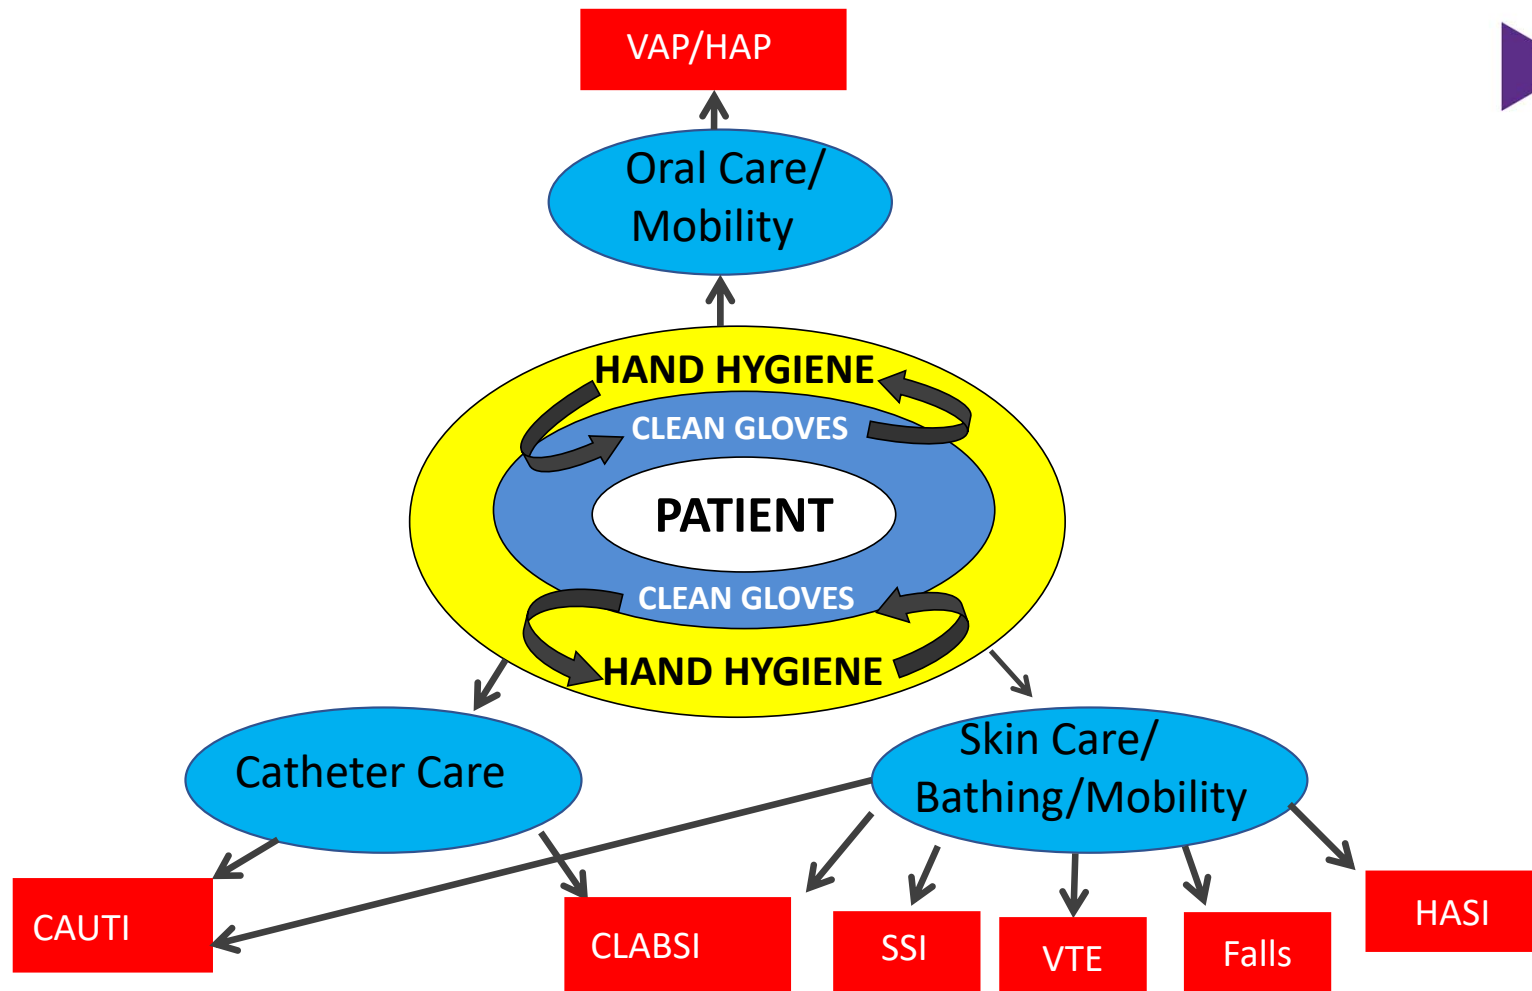 VAP/HAP
Oral Care/
Mobility
HAND HYGIENE
CLEAN GLOVES
PATIENT
CLEAN GLOVES
HAND HYGIENE
Catheter Care
Skin Care/
Bathing/Mobility
CAUTI
CLABSI
SSI
VTE
Falls
HASI